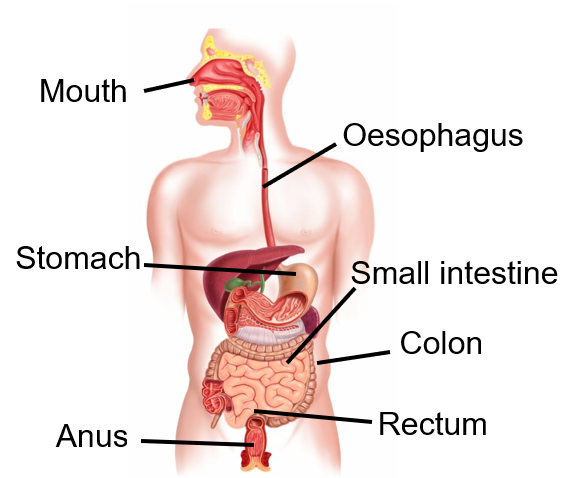 Mouth
Oesophagus
Stomach
Small intestine
Colon
Rectum
Anus